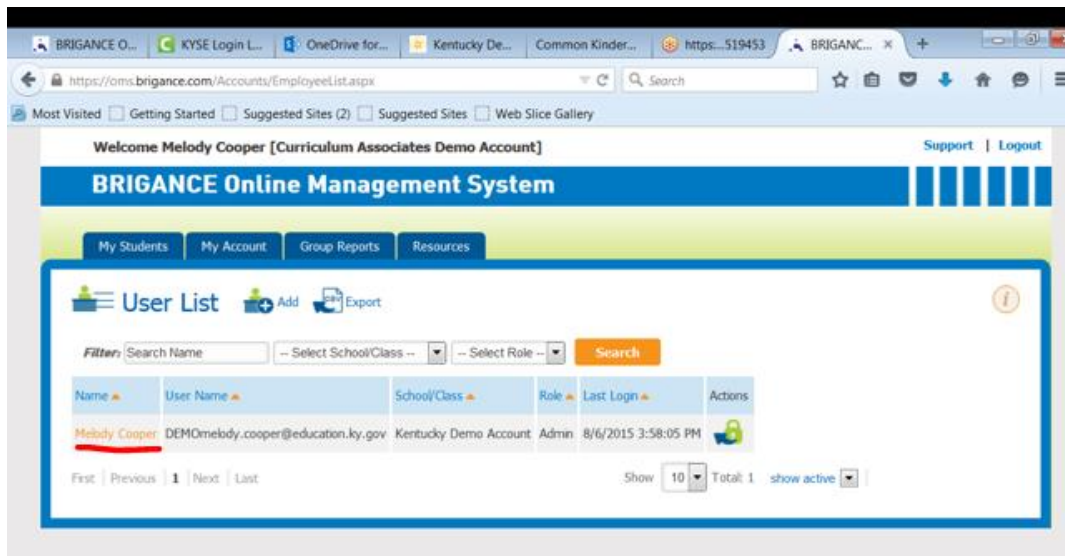 BRIGANCE O... KYSE Login L... OneDrive for... Kentucky De... Common Kinder... https:...519453 BRIGANC... × +
https://oms.brigance.com/Accounts/EmployeeList.aspx Search
Most Visited Getting Started Suggested Sites (2) Suggested Sites Web Slice Gallery
Welcome Melody Cooper [Curriculum Associates Demo Account] Support | Logout
BRIGANCE Online Management System
My Students My Account Group Reports Resources
User List Add CSV Export i
Filter: Search Name -- Select School/Class -- -- Select Role -- Search
Name User Name School/Class Role Last Login Actions
Melody Cooper DEMOmelody.cooper@education.ky.gov Kentucky Demo Account Admin 8/6/2015 3:58:05 PM
First | Previous | 1 | Next | Last Show 10 Total: 1 show active